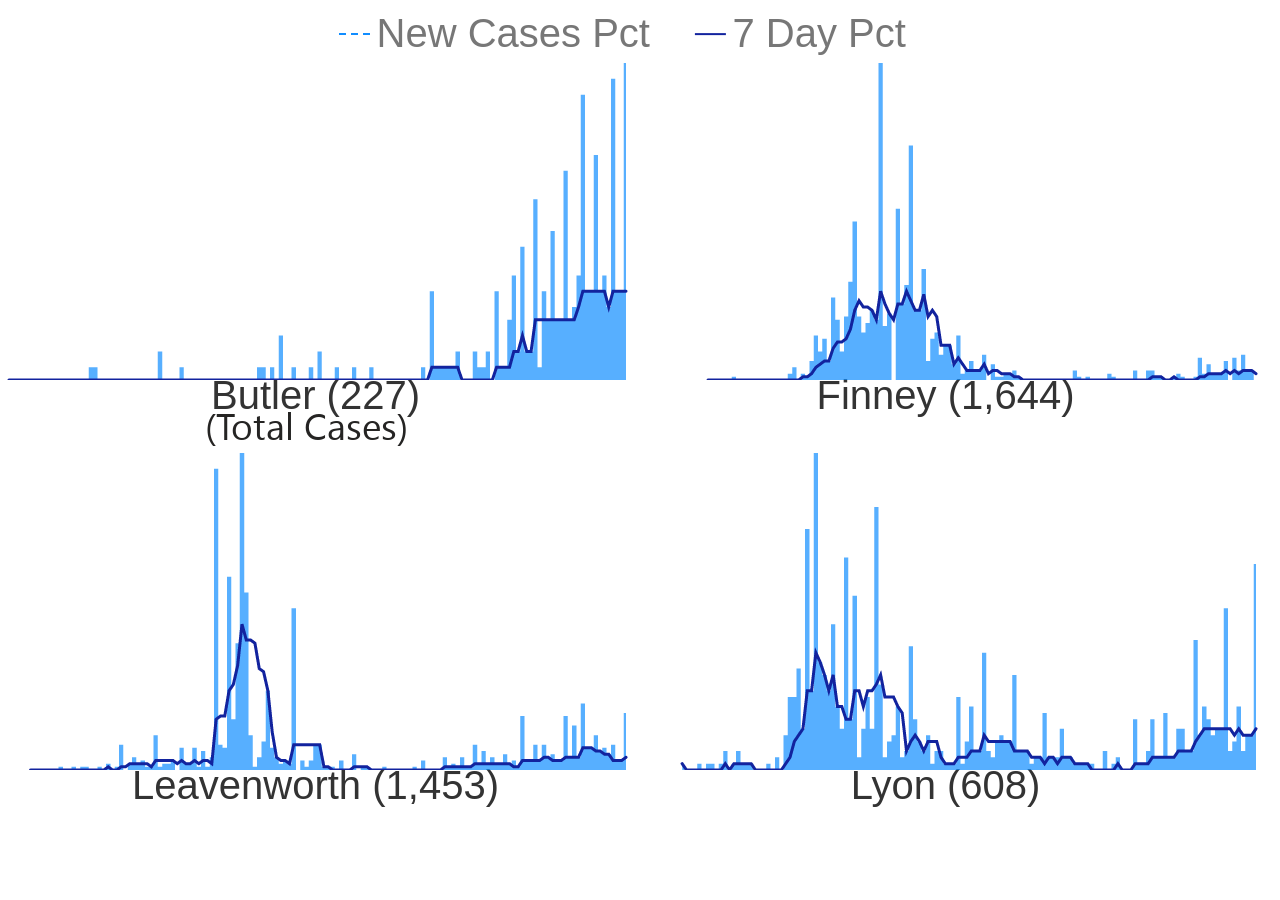 New Cases Pct 7 Day Pct
Butler (227) Finney (1,644)
(Total Cases)
Leavenworth (1,453) Lyon (608)